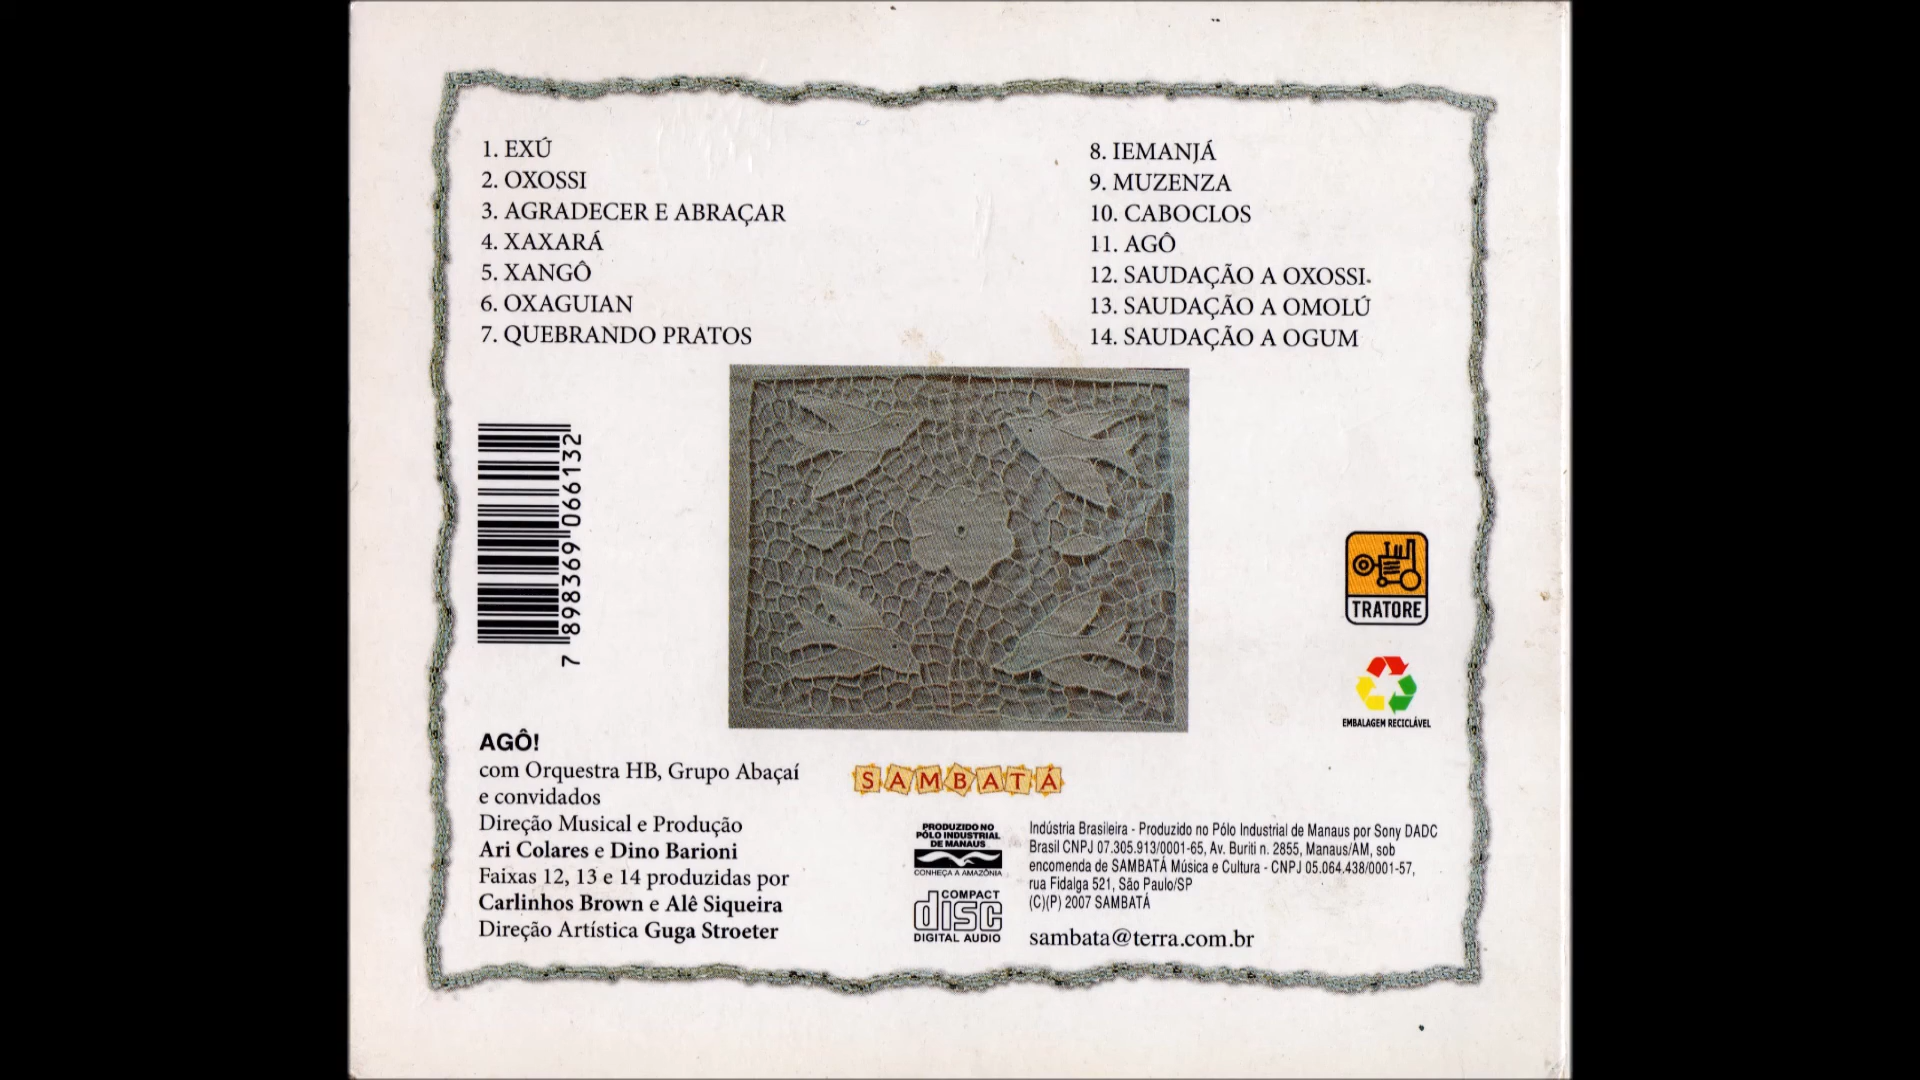 1. EXÚ
2. OXOSSI
3. AGRADECER E ABRAÇAR
4. XAXARÁ
5. XANGÔ
6. OXAGUIAN
7. QUEBRANDO PRATOS
8. IEMANJÁ
9. MUZENZA
10. CABOCLOS
11. AGÔ
12. SAUDAÇÃO A OXOSSI
13. SAUDAÇÃO A OMOLÚ
14. SAUDAÇÃO A OGUM
7 898369 066132
TRATORE
EMBALAGEM RECICLÁVEL
AGÔ!
com Orquestra HB, Grupo Abaçaí
e convidados
Direção Musical e Produção
Ari Colares e Dino Barioni
Faixas 12, 13 e 14 produzidas por
Carlinhos Brown e Alê Siqueira
Direção Artística Guga Stroeter
SAMBATÁ
PRODUZIDO NO
PÓLO INDUSTRIAL
DE MANAUS
CONHEÇA A AMAZÔNIA
COMPACT
disc
DIGITAL AUDIO
Indústria Brasileira - Produzido no Pólo Industrial de Manaus por Sony DADC
Brasil CNPJ 07.305.913/0001-65, Av. Buriti n. 2855, Manaus/AM, sob
encomenda de SAMBATÁ Música e Cultura - CNPJ 05.064.438/0001-57,
rua Fidalga 521, São Paulo/SP
(C)(P) 2007 SAMBATÁ
sambata@terra.com.br